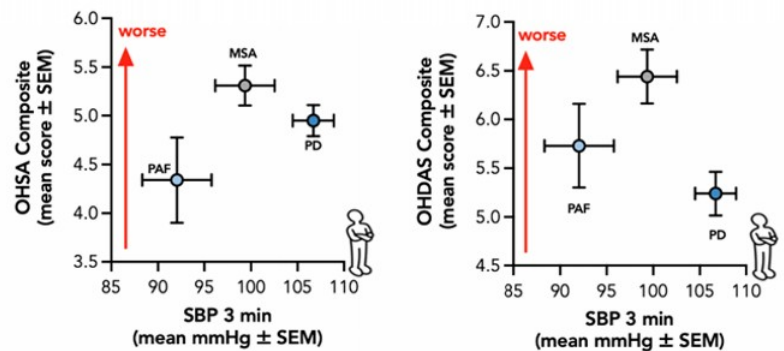 6.0
5.5
5.0
4.5
4.0
3.5
OHSA Composite
(mean score ± SEM)
worse
MSA
PAF
PD
85 90 95 100 105 110
SBP 3 min
(mean mmHg ± SEM)
7.0
6.5
6.0
5.5
5.0
4.5
OHDAS Composite
(mean score ± SEM)
worse
MSA
PAF
PD
85 90 95 100 105 110
SBP 3 min
(mean mmHg ± SEM)